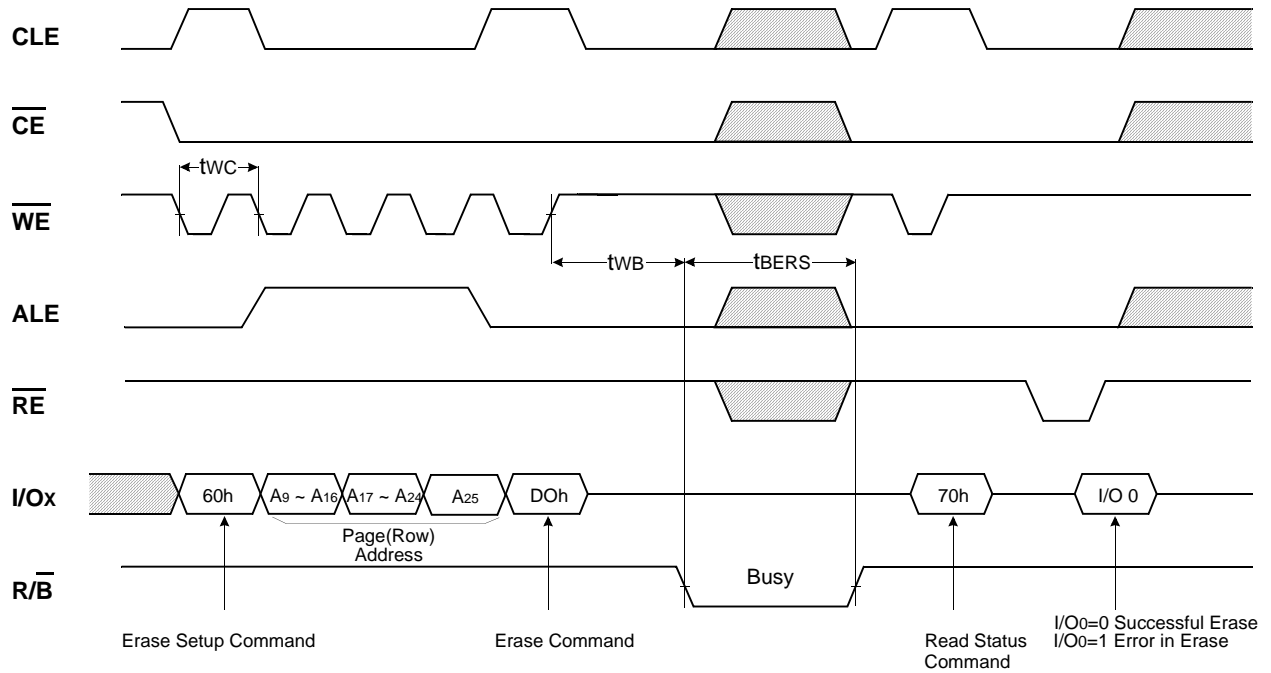 CLE
CE
tWC
WE
tWB
tBERS
ALE
RE
I/Ox
60h
A9 ~ A16
A17 ~ A24
A25
DOh
70h
I/O 0
Page(Row)
Address
R/B
Busy
Erase Setup Command
Erase Command
Read Status
Command
I/O0=0 Successful Erase
I/O0=1 Error in Erase